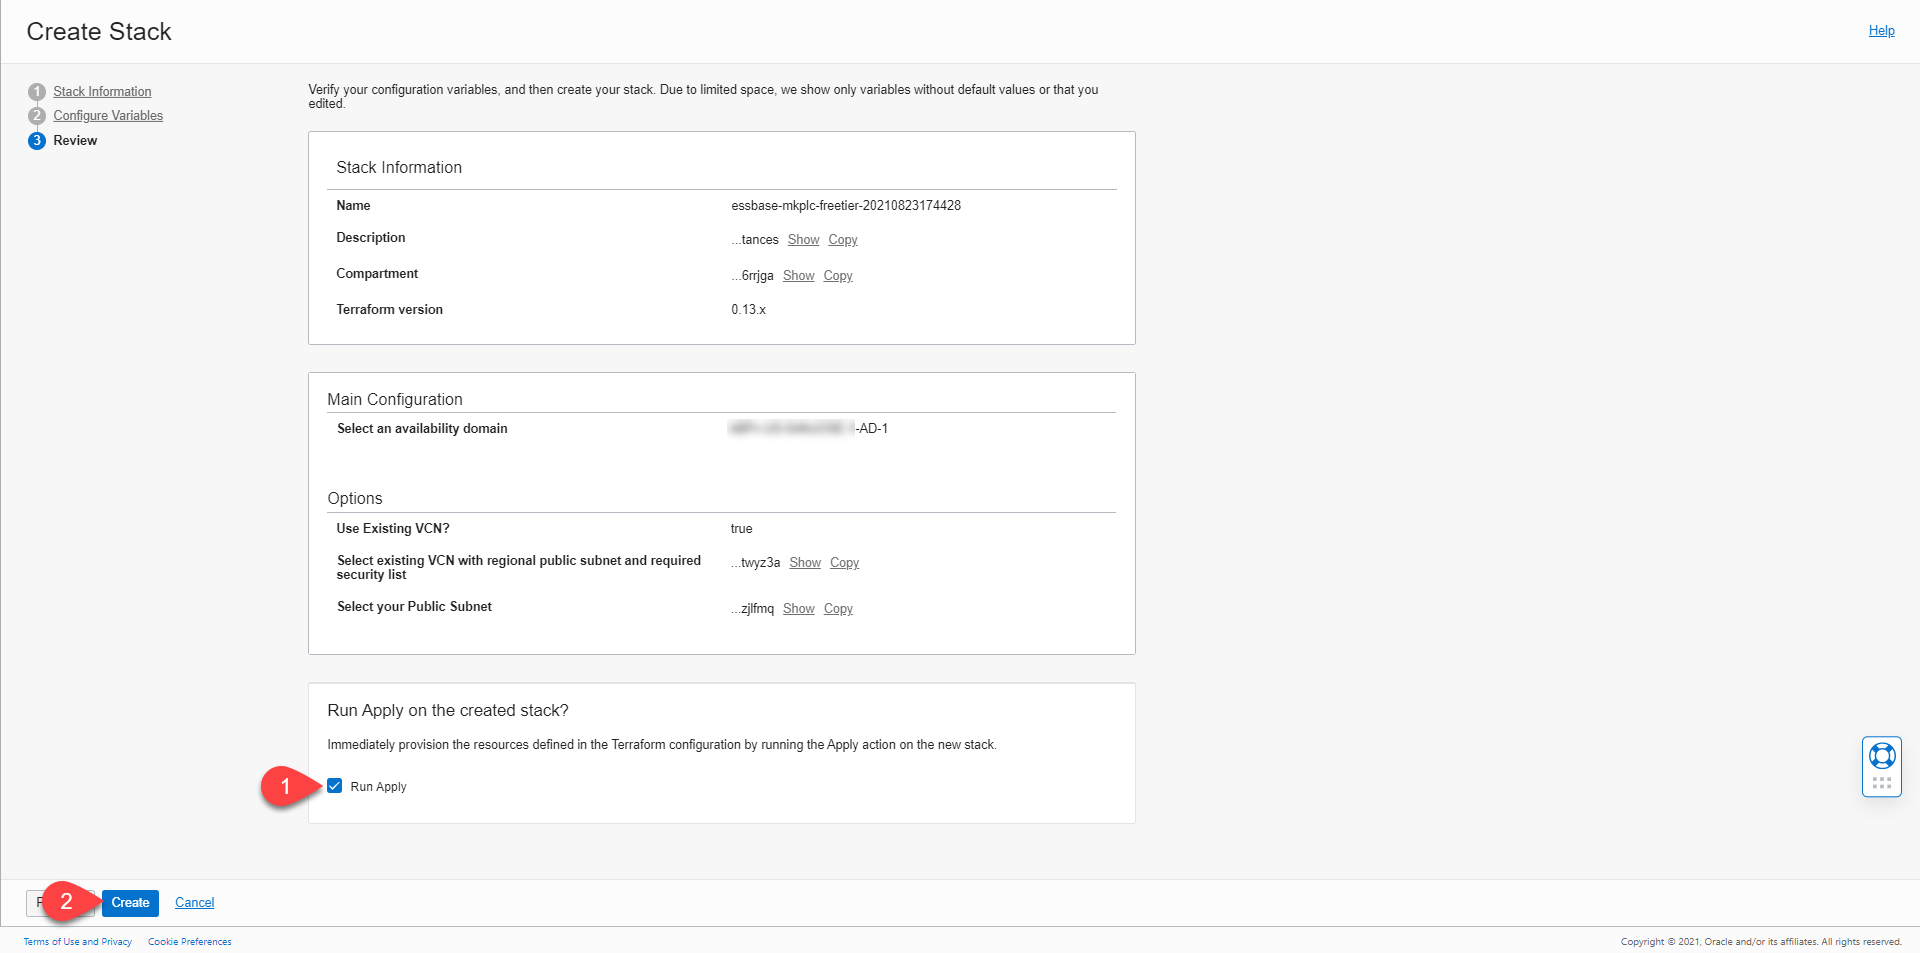 Create Stack
Help
1 Stack Information
2 Configure Variables
3 Review
Verify your configuration variables, and then create your stack. Due to limited space, we show only variables without default values or that you
edited.
Stack Information
Name essbase-mkplc-freetier-20210823174428
Description ...tances Show Copy
Compartment ...6rrjga Show Copy
Terraform version 0.13.x
Main Configuration
Select an availability domain -AD-1
Options
Use Existing VCN? true
Select existing VCN with regional public subnet and required
security list
...twyz3a Show Copy
Select your Public Subnet ...zjlfmq Show Copy
Run Apply on the created stack?
Immediately provision the resources defined in the Terraform configuration by running the Apply action on the new stack.
1 Run Apply
2 Create Cancel
Terms of Use and Privacy Cookie Preferences
Copyright © 2021, Oracle and/or its affiliates. All rights reserved.